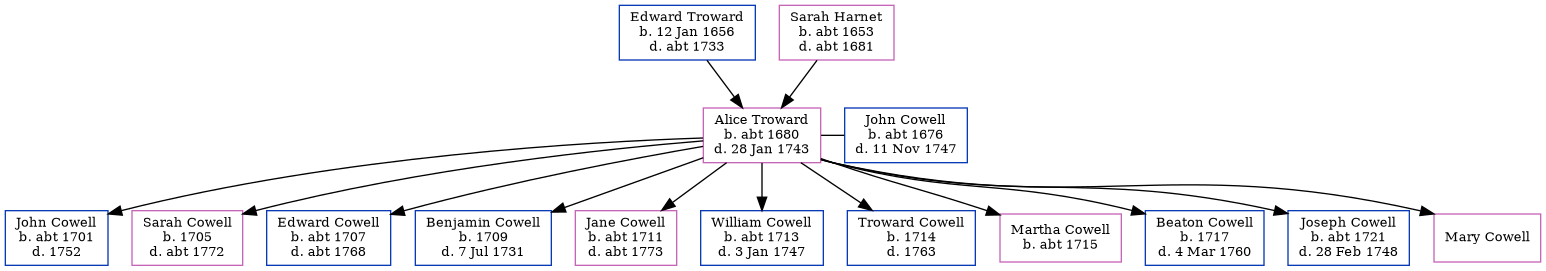 Edward Troward
b. 12 Jan 1656
d. abt 1733
Sarah Harnet
b. abt 1653
d. abt 1681
Alice Troward
b. abt 1680
d. 28 Jan 1743
John Cowell
b. abt 1676
d. 11 Nov 1747
John Cowell
b. abt 1701
d. 1752
Sarah Cowell
b. 1705
d. abt 1772
Edward Cowell
b. abt 1707
d. abt 1768
Benjamin Cowell
b. 1709
d. 7 Jul 1731
Jane Cowell
b. abt 1711
d. abt 1773
William Cowell
b. abt 1713
d. 3 Jan 1747
Troward Cowell
b. 1714
d. 1763
Martha Cowell
b. abt 1715
Beaton Cowell
b. 1717
d. 4 Mar 1760
Joseph Cowell
b. abt 1721
d. 28 Feb 1748
Mary Cowell